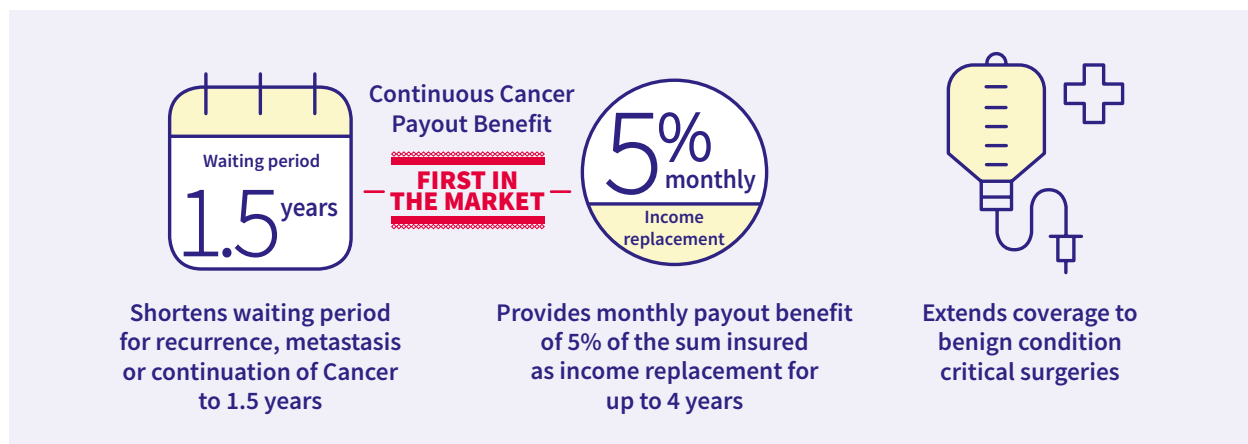 Waiting period
1.5 years
Continuous Cancer
Payout Benefit
FIRST IN
THE MARKET
5%
monthly
Income
replacement
Shortens waiting period
for recurrence, metastasis
or continuation of Cancer
to 1.5 years
Provides monthly payout benefit
of 5% of the sum insured
as income replacement for
up to 4 years
Extends coverage to
benign condition
critical surgeries